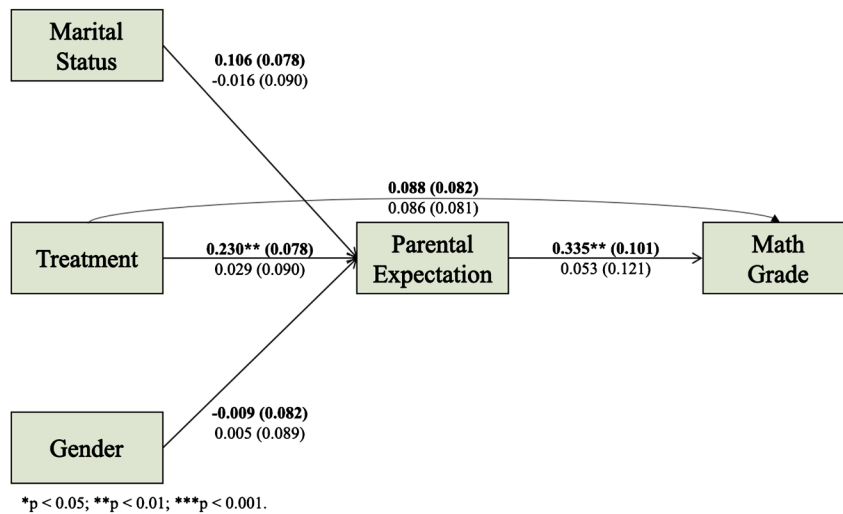 Marital
Status
0.106 (0.078)
-0.016 (0.090)
0.088 (0.082)
0.086 (0.081)
Treatment
0.230** (0.078)
0.029 (0.090)
Parental
Expectation
0.335** (0.101)
0.053 (0.121)
Math
Grade
-0.009 (0.082)
0.005 (0.089)
Gender
*p < 0.05; **p < 0.01; ***p < 0.001.